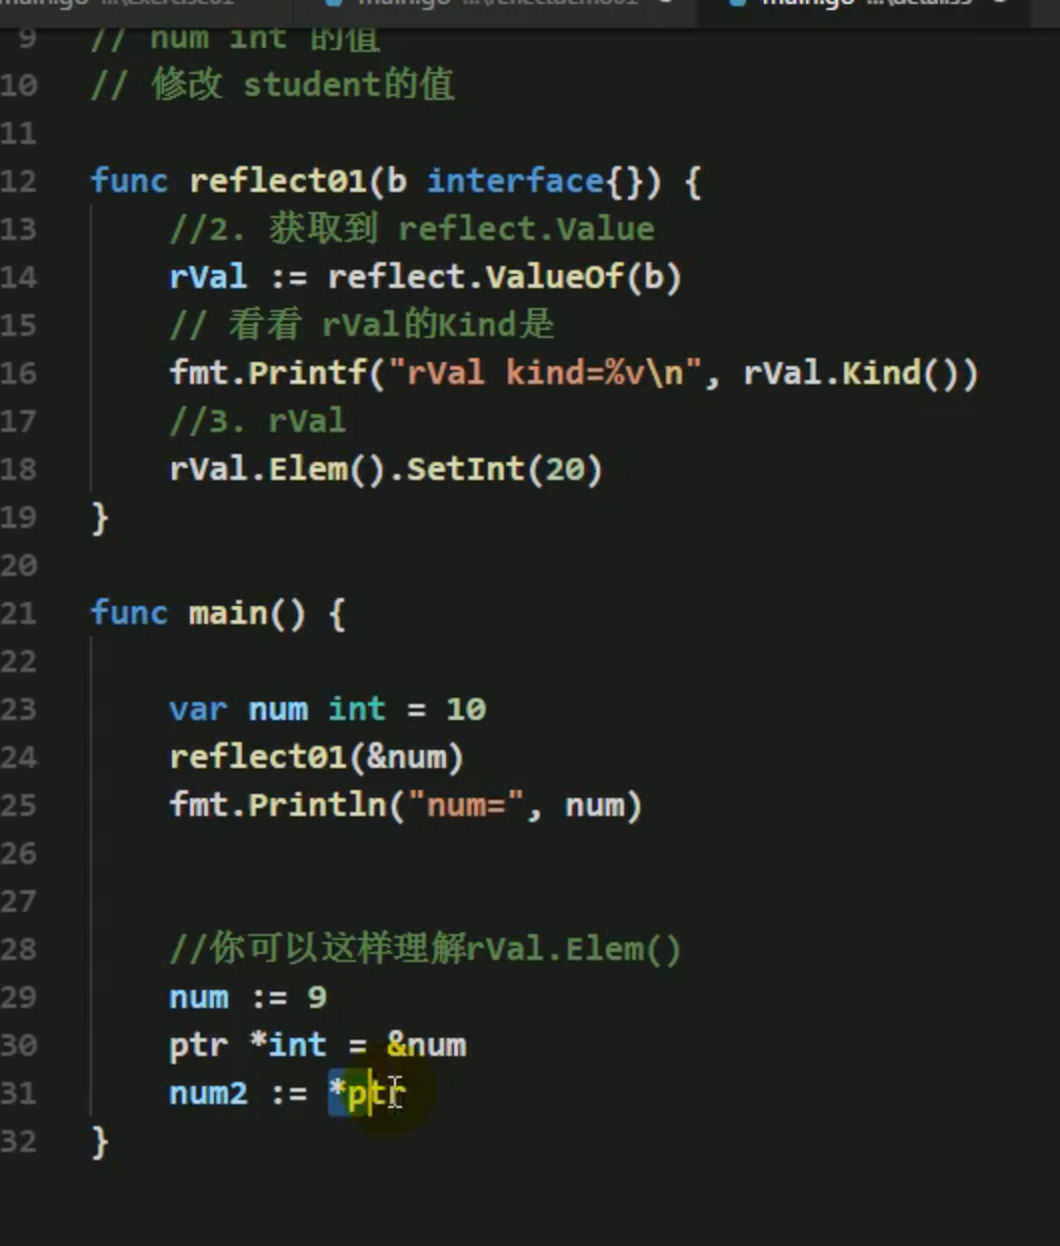 main.go ...\exercise01 main.go ...\reflectdemo01 main.go ...\details
9 // num int 的值
10 // 修改 student的值
11
12 func reflect01(b interface{}) {
13 //2. 获取到 reflect.Value
14 rVal := reflect.ValueOf(b)
15 // 看看 rVal的Kind是
16 fmt.Printf("rVal kind=%v\n", rVal.Kind())
17 //3. rVal
18 rVal.Elem().SetInt(20)
19 }
20
21 func main() {
22
23 var num int = 10
24 reflect01(&num)
25 fmt.Println("num=", num)
26
27
28 //你可以这样理解rVal.Elem()
29 num := 9
30 ptr *int = &num
31 num2 := *ptr
32 }